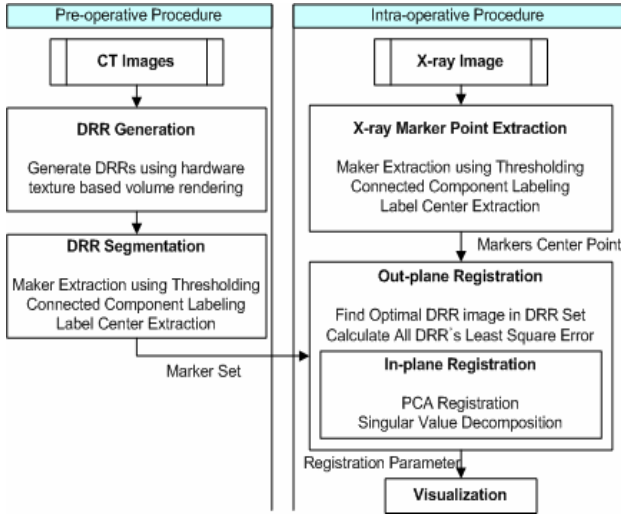 Pre-operative Procedure
CT Images
DRR Generation
Generate DRRs using hardware
texture based volume rendering
DRR Segmentation
Maker Extraction using Thresholding
Connected Component Labeling
Label Center Extraction
Marker Set
Intra-operative Procedure
X-ray Image
X-ray Marker Point Extraction
Maker Extraction using Thresholding
Connected Component Labeling
Label Center Extraction
Markers Center Point
Out-plane Registration
Find Optimal DRR image in DRR Set
Calculate All DRR´s Least Square Error
In-plane Registration
PCA Registration
Singular Value Decomposition
Registration Parameter
Visualization